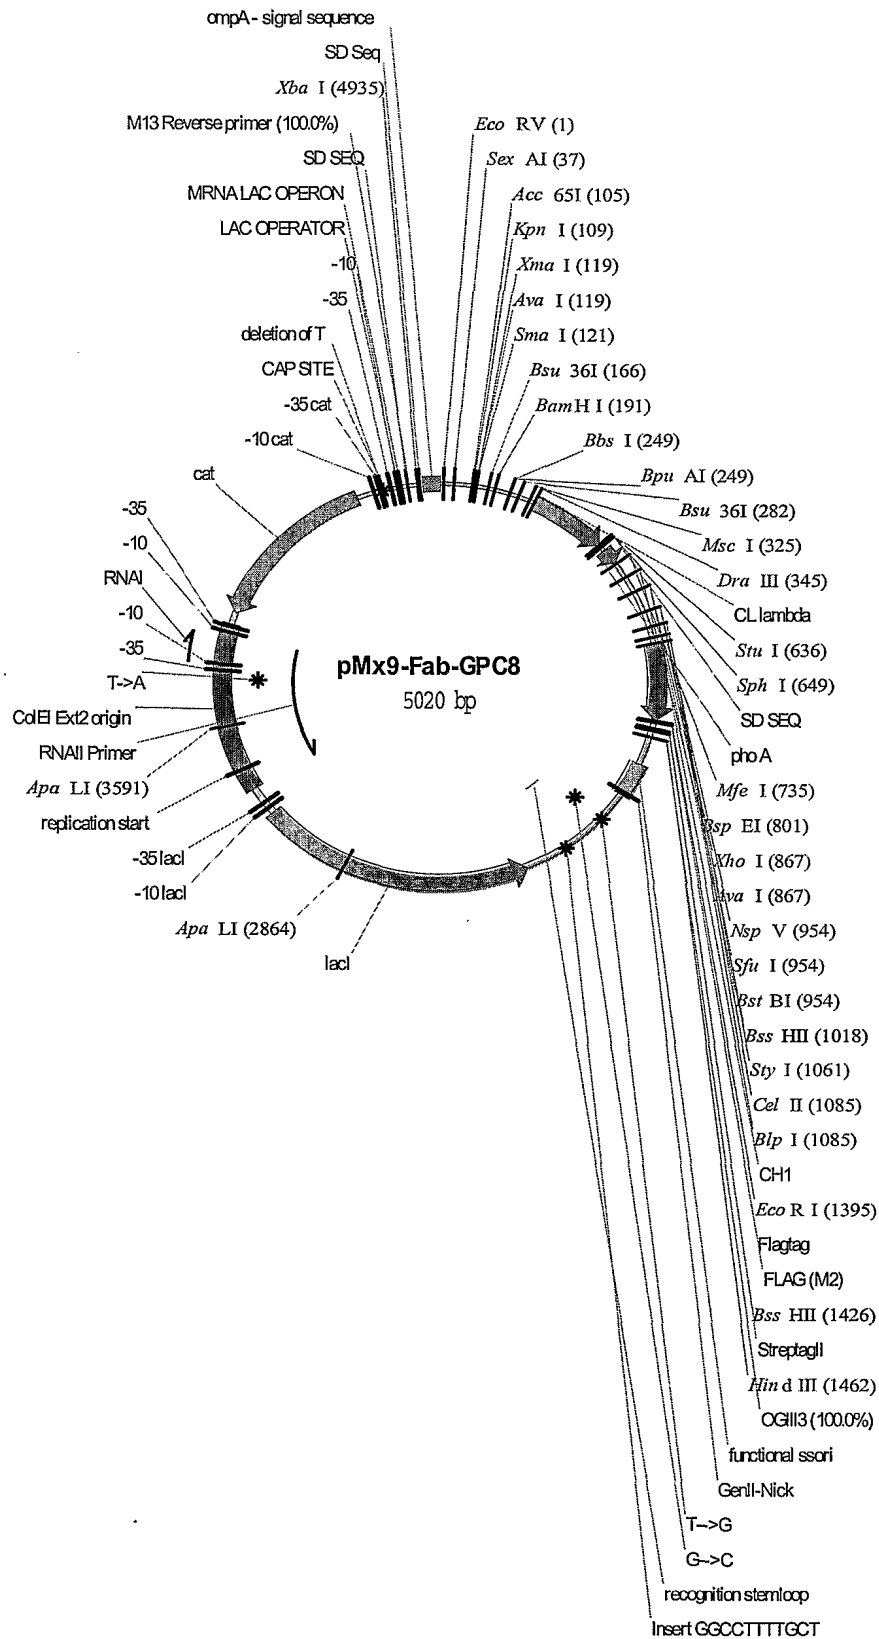 ompA - signal sequence
SD Seq
Xba I (4935)
M13 Reverse primer (100.0%)
SD SEQ
MRNA LAC OPERON
LAC OPERATOR
-10
-35
deletion of T
CAP SITE
-35 cat
-10 cat
cat
-35
-10
RNAI
-10
-35
T->A
ColEI Ext2 origin
RNAII Primer
Apa LI (3591)
replication start
-35 lacI
-10 lacI
Apa LI (2864)
lacI
pMx9-Fab-GPC8
5020 bp
Eco RV (1)
Sex AI (37)
Acc 65I (105)
Kpn I (109)
Xma I (119)
Ava I (119)
Sma I (121)
Bsu 36I (166)
BamH I (191)
Bbs I (249)
Bpu AI (249)
Bsu 36I (282)
Msc I (325)
Dra III (345)
CL lambda
Stu I (636)
Sph I (649)
SD SEQ
pho A
Mfe I (735)
Bsp EI (801)
Xho I (867)
Ava I (867)
Nsp V (954)
Sfu I (954)
Bst BI (954)
Bss HII (1018)
Sty I (1061)
Cel II (1085)
Blp I (1085)
CH1
Eco R I (1395)
Flagtag
FLAG (M2)
Bss HII (1426)
StreptagII
Hin d III (1462)
OGIII3 (100.0%)
functional ssori
GenII-Nick
T-->G
G-->C
recognition stemloop
Insert GGCCTTTTGCT